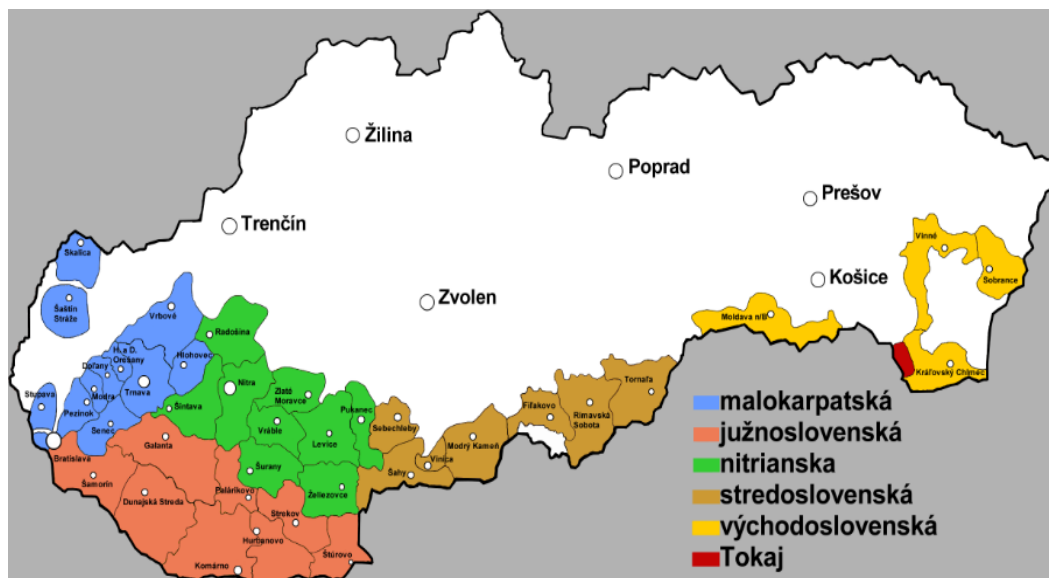 Žilina
Poprad
Prešov
Trenčín
Skalica
Vinné
Sobrance
Košice
Zvolen
Šaštín
Stráže
Vrbové
Moldava n/B
Radošina
H. a D.
Orešany
Doľany
Hlohovec
Kráľovský Chlmec
Tornaľa
Nitra
Zlaté
Moravce
Modra
Trnava
Stupava
Pezinok
Šintava
Pukanec
Fiľakovo
Rimavská
Sobota
Senec
Vráble
Levice
Sebechleby
Modrý Kameň
Galanta
Bratislava
Vinica
Šahy
Šamorín
Šurany
Dunajská Streda
Palárikovo
Želiezovce
Strekov
Hurbanovo
Štúrovo
Komárno
malokarpatská
južnoslovenská
nitrianska
stredoslovenská
východoslovenská
Tokaj